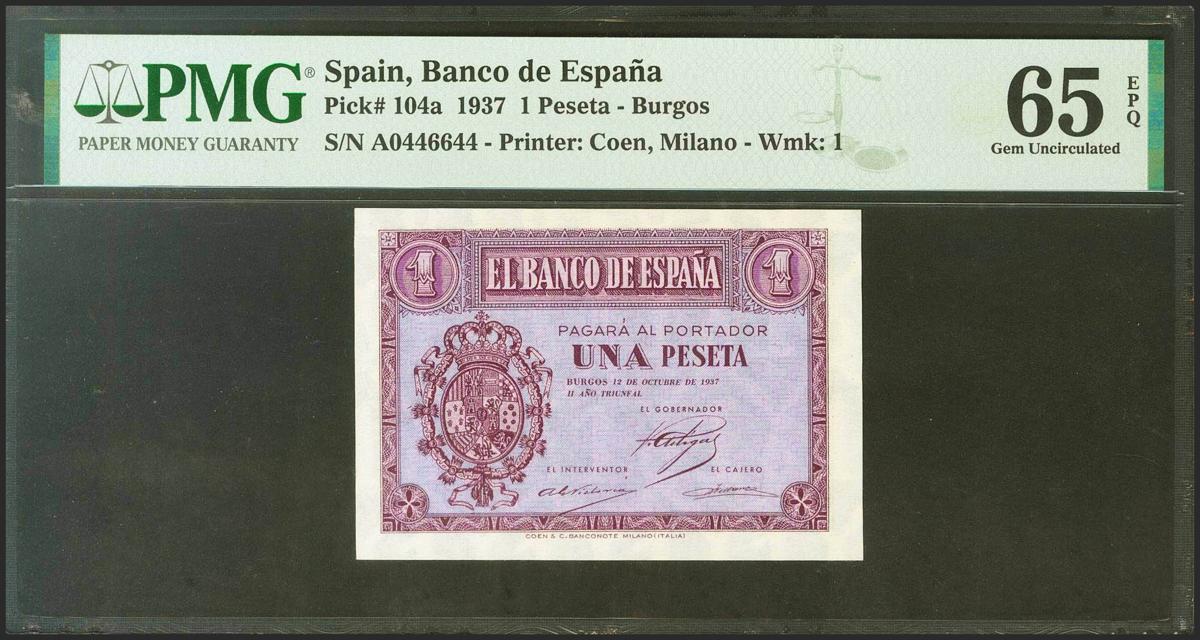 PMG®
PAPER MONEY GUARANTY
Spain, Banco de España
Pick# 104a 1937 1 Peseta - Burgos
S/N A0446644 - Printer: Coen, Milano - Wmk: 1
65 EPQ
Gem Uncirculated
1 EL BANCO DE ESPAÑA 1
PAGARÁ AL PORTADOR
UNA PESETA
BURGOS 12 DE OCTUBRE DE 1937
II AÑO TRIUNFAL
EL GOBERNADOR
EL INTERVENTOR EL CAJERO
COEN & C. BANCONOTE MILANO (ITALIA)